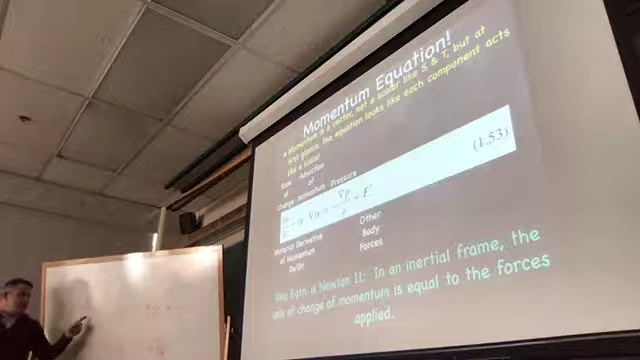 Momentum Equation!
Momentum is a vector, not a scalar like S & T, but at
first glance, the equation looks like each component acts
like a scalar
Rate Advection
of of
Change momentum Pressure
(1.53)
Material Derivative
of Momentum
Du/Dt
Other
Body
Forces
This Eqtn is Newton II: In an inertial frame, the
rate of change of momentum is equal to the forces
applied.